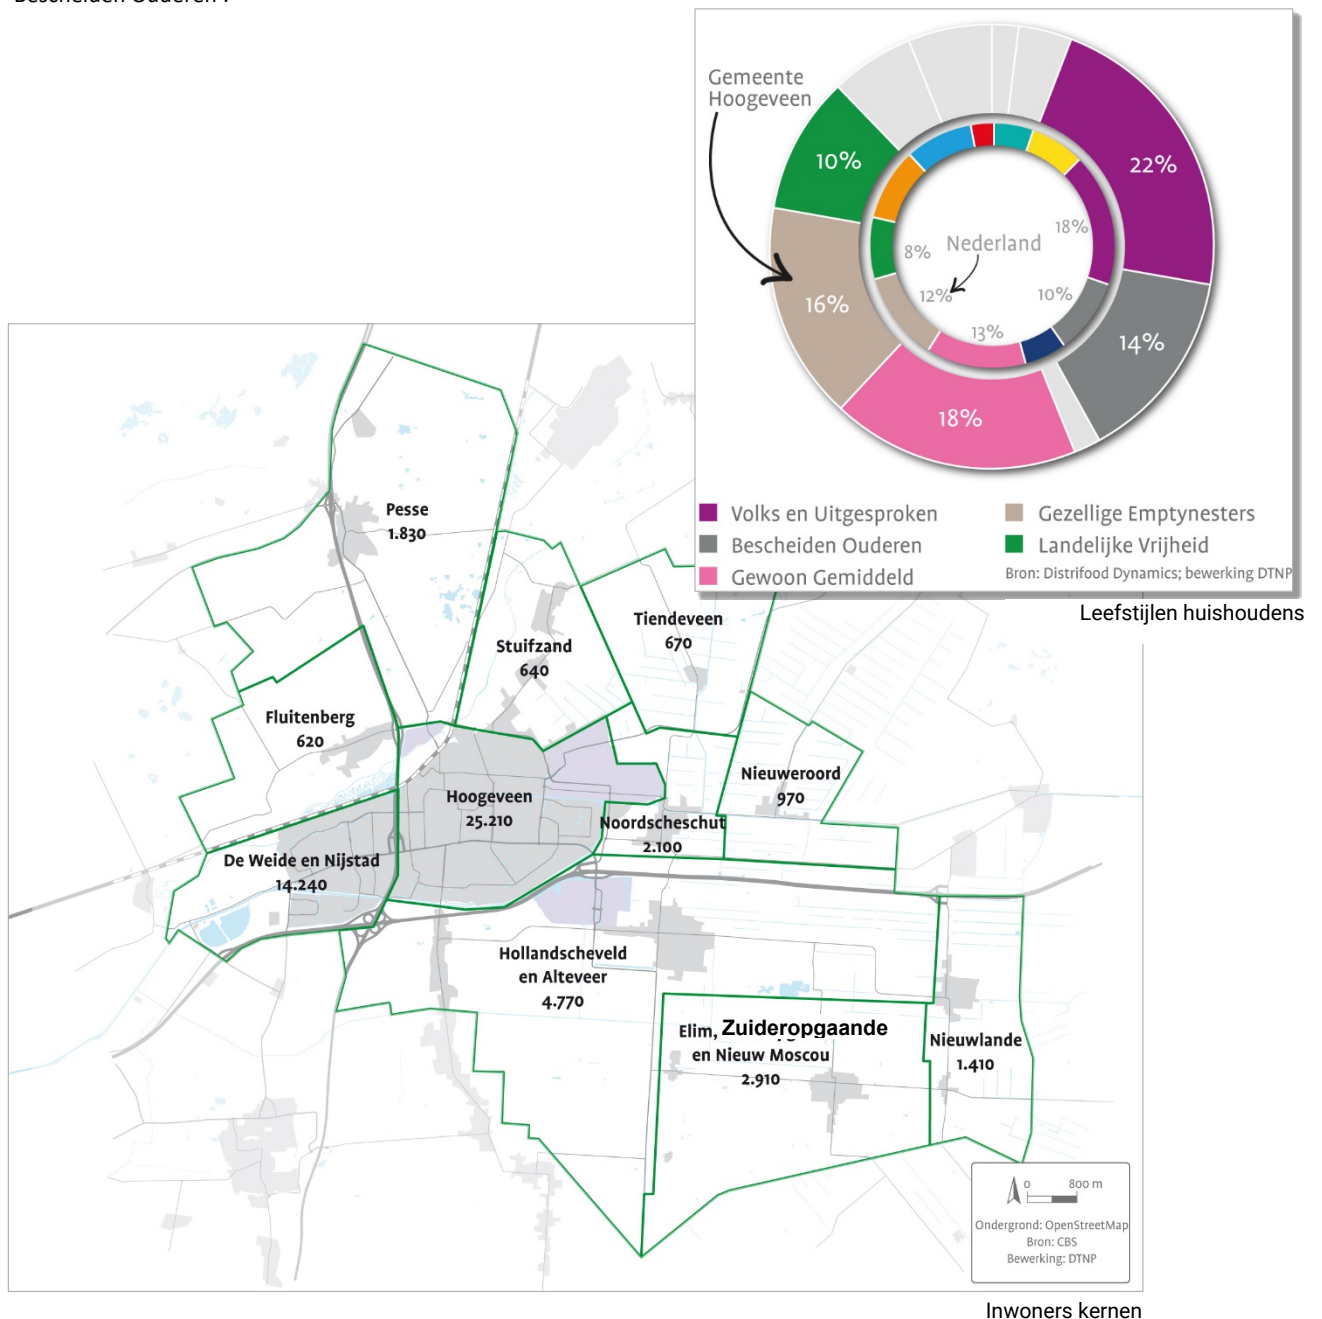 Bescheiden Ouderen'.
Gemeente
Hoogeveen
10%
22%
16%
14%
18%
Nederland
18%
8%
12%
10%
13%
Volks en Uitgesproken
Bescheiden Ouderen
Gewoon Gemiddeld
Gezellige Emptynesters
Landelijke Vrijheid
Bron: Distrifood Dynamics; bewerking DTNP
Leefstijlen huishoudens
Pesse
1.830
Stuifzand
640
Tiendeveen
670
Fluitenberg
620
Hoogeveen
25.210
Nieuweroord
970
Noordscheschut
2.100
De Weide en Nijstad
14.240
Hollandscheveld
en Alteveer
4.770
Elim, Zuideropgaande
en Nieuw Moscou
2.910
Nieuwlande
1.410
0 800 m
Ondergrond: OpenStreetMap
Bron: CBS
Bewerking: DTNP
Inwoners kernen